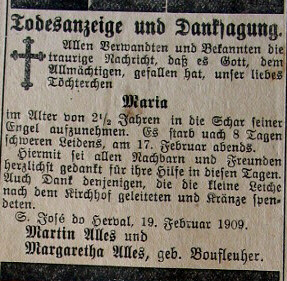 Todesanzeige und Danksagung.
Allen Verwandten und Bekannten die
traurige Nachricht, daß es Gott, dem
Allmächtigen, gefallen hat, unser liebes
Töchterchen
Maria
im Alter von 2½ Jahren in die Schar seiner
Engel aufzunehmen. Es starb nach 8 Tagen
schweren Leidens, am 17. Februar abends.
Hiermit sei allen Nachbarn und Freunden
herzlichst gedankt für ihre Hilfe in diesen Tagen.
Auch Dank denjenigen, die die kleine Leiche
nach dem Kirchhof geleiteten und Kränze spen-
deten.
S. José do Herval, 19. Februar 1909.
Martin Alles und
Margaretha Alles, geb. Boufleuher.